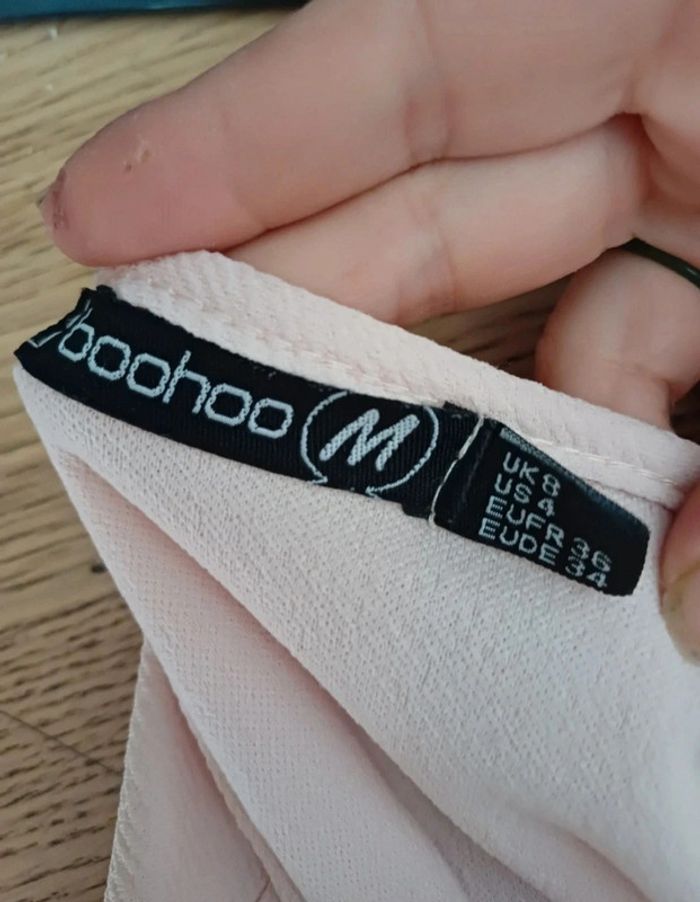 boohoo M
UK 8
US 4
EUFR 36
EUDE 34